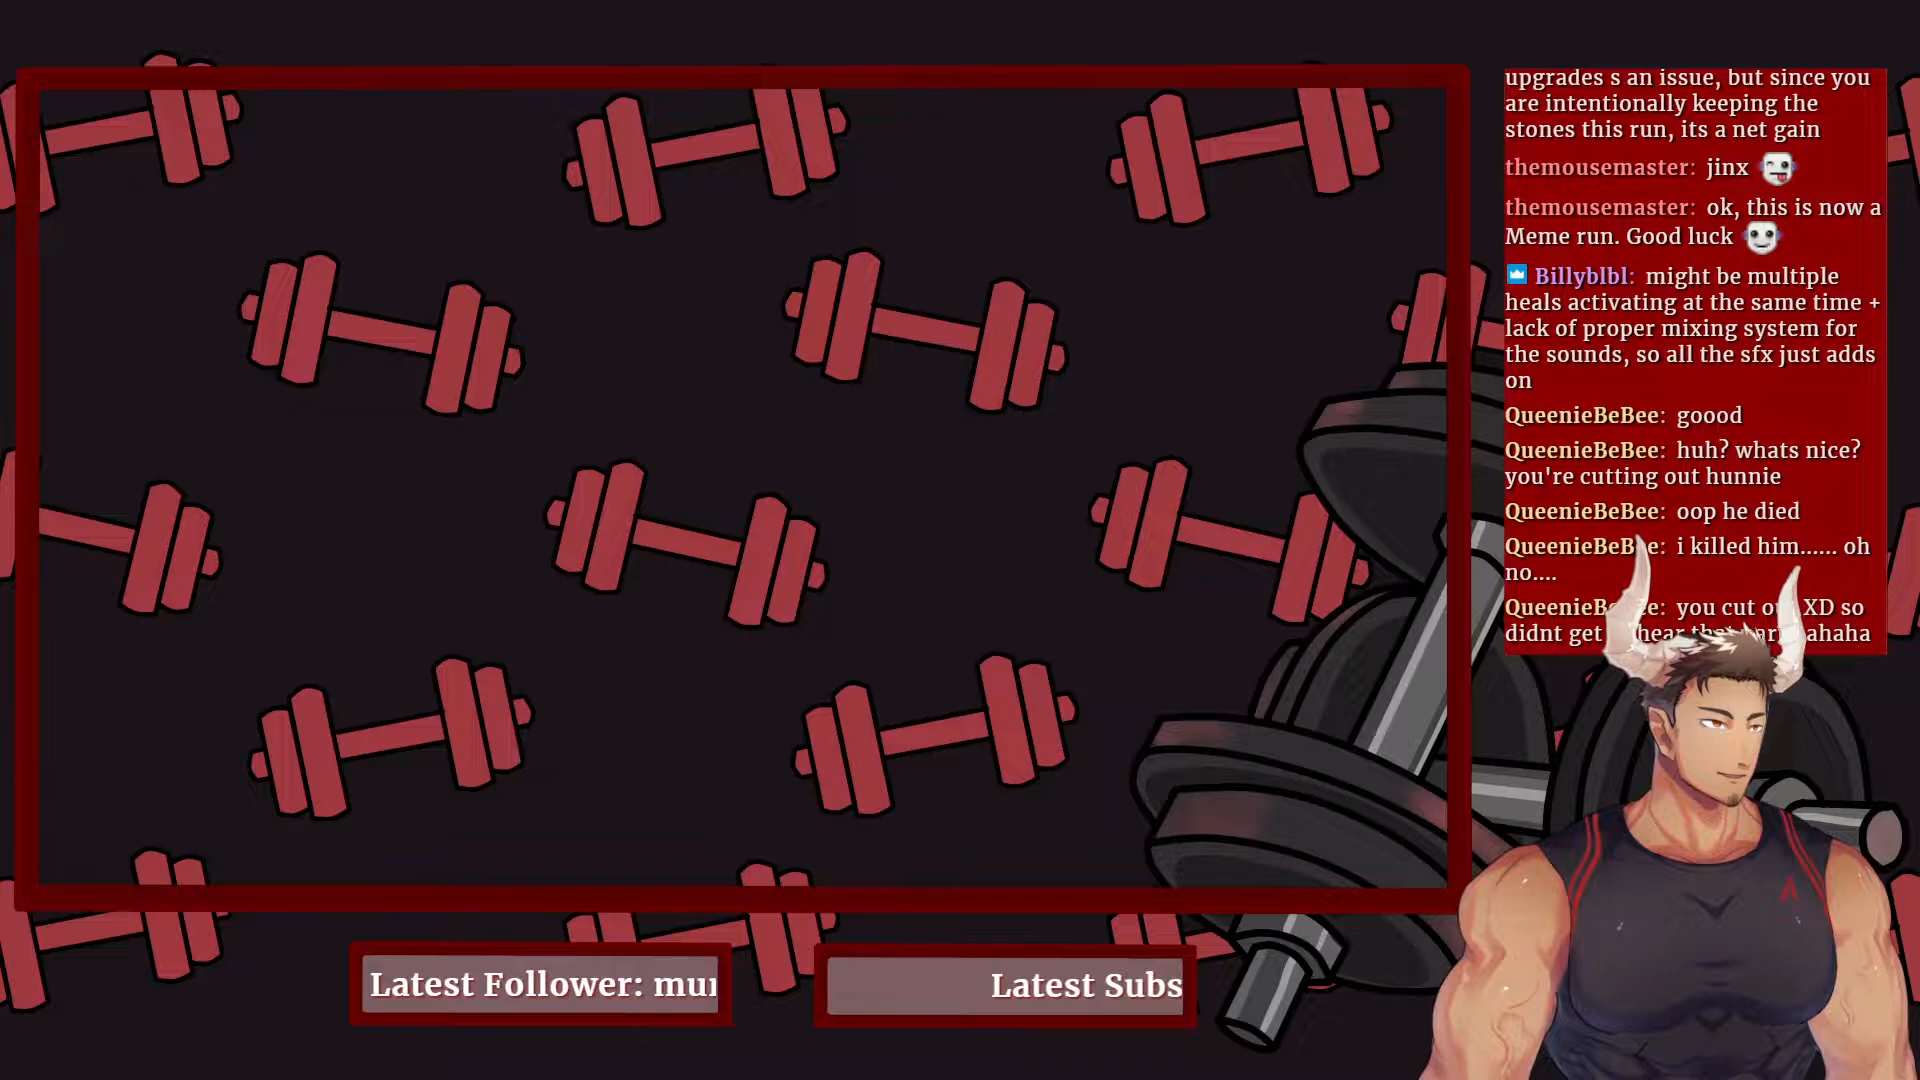 upgrades s an issue, but since you
are intentionally keeping the
stones this run, its a net gain
themousemaster: jinx
themousemaster: ok, this is now a
Meme run. Good luck
Billyblbl: might be multiple
heals activating at the same time +
lack of proper mixing system for
the sounds, so all the sfx just adds
on
QueenieBeBee: goood
QueenieBeBee: huh? whats nice?
you're cutting out hunnie
QueenieBeBee: oop he died
QueenieBeBee: i killed him...... oh
no....
you cut XD so
didnt get hear ahaha
Latest Follower:
Latest Subs